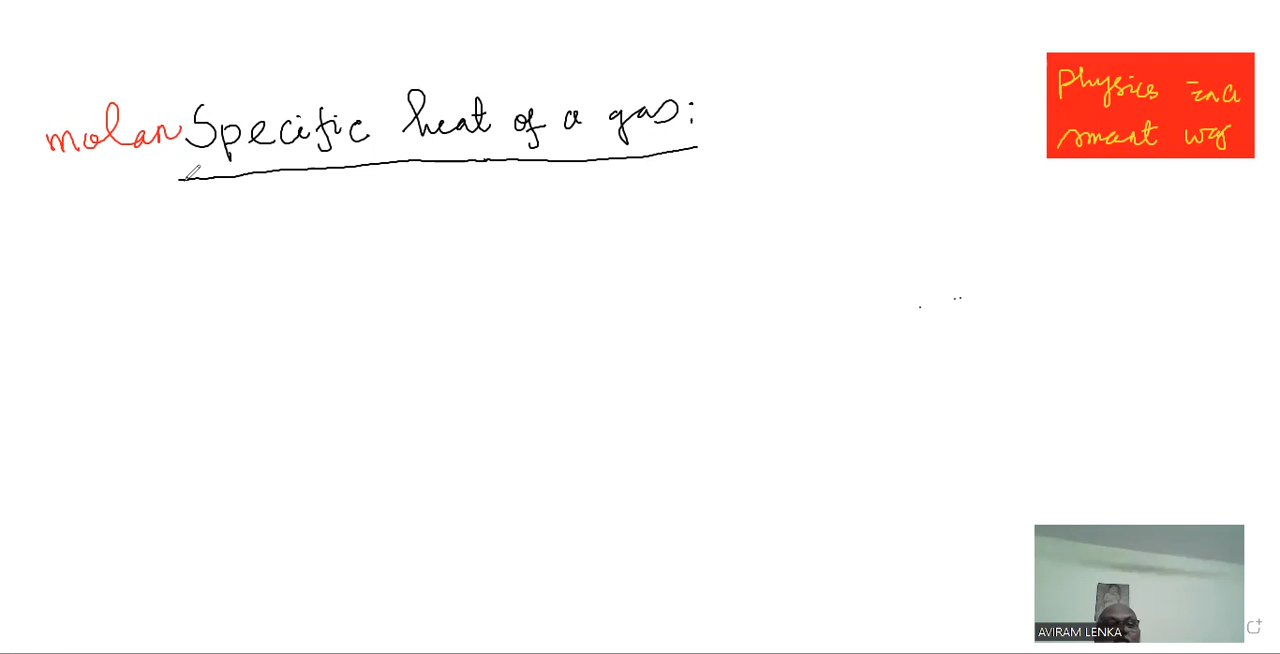 molar Specific heat of a gas:
Physics in a
smart way
AVIRAM LENKA